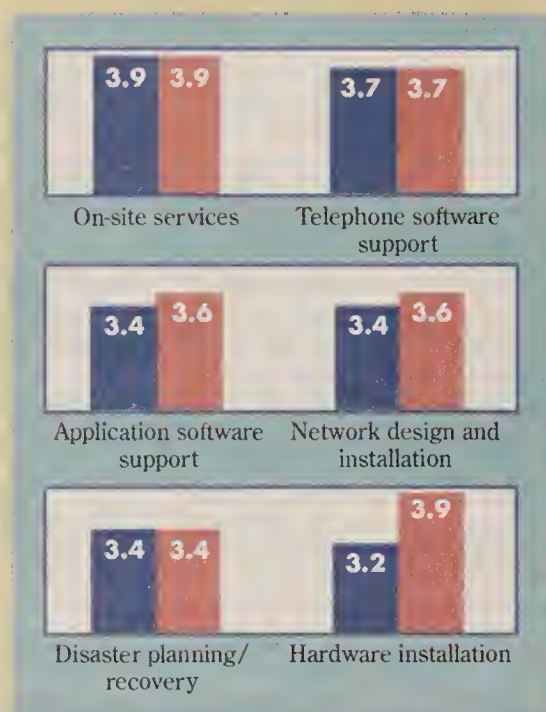 3.9 3.9 3.7 3.7
On-site services Telephone software
support
3.4 3.6 3.4 3.6
Application software Network design and
support installation
3.4 3.4 3.2 3.9
Disaster planning/ Hardware installation
recovery